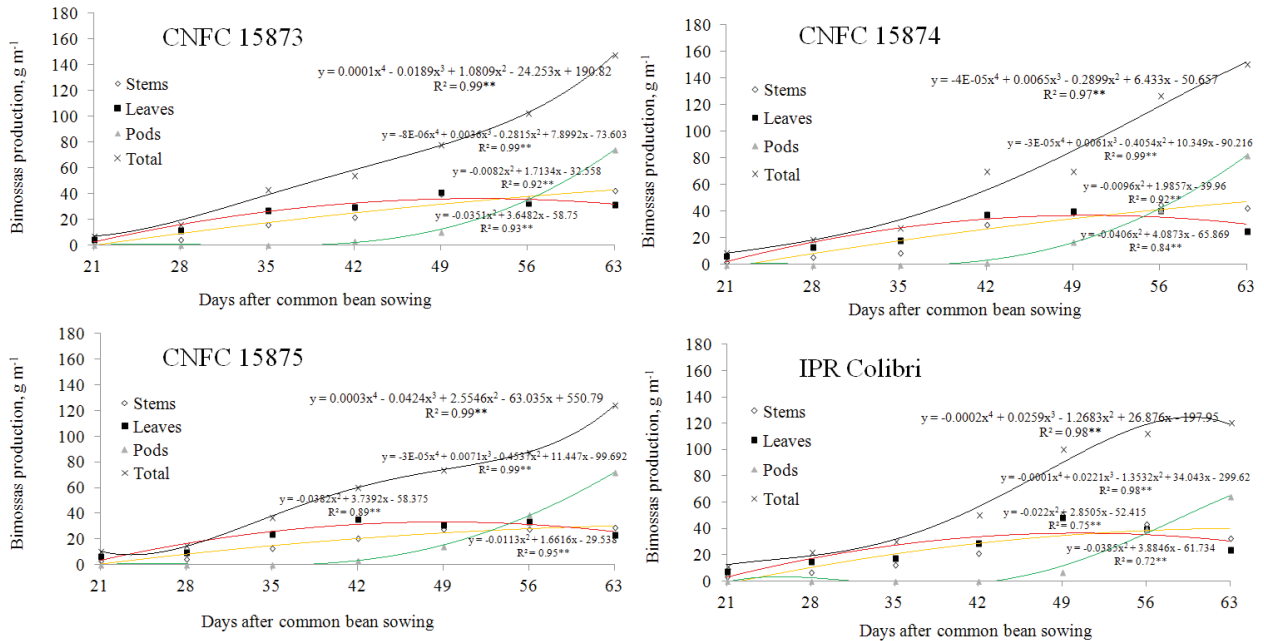 CNFC 15873
Bimossas production, g m⁻¹
180
160
140
120
100
80
60
40
20
0
Stems
Leaves
Pods
Total
y = 0.0001x⁴ - 0.0189x³ + 1.0809x² - 24.253x + 190.82
R² = 0.99**
y = -8E-06x⁴ + 0.0036x³ - 0.2815x² + 7.8992x - 73.603
R² = 0.99**
y = -0.0082x² + 1.7134x - 32.558
R² = 0.92**
y = -0.0351x² + 3.6482x - 58.75
R² = 0.93**
21 28 35 42 49 56 63
Days after common bean sowing
CNFC 15874
Bimossas production, g m⁻¹
180
160
140
120
100
80
60
40
20
0
Stems
Leaves
Pods
Total
y = -4E-05x⁴ + 0.0065x³ - 0.2899x² + 6.433x - 50.657
R² = 0.97**
y = -3E-05x⁴ + 0.0061x³ - 0.4054x² + 10.349x - 90.216
R² = 0.99**
y = -0.0096x² + 1.9857x - 39.96
R² = 0.92**
y = -0.0406x² + 4.0873x - 65.869
R² = 0.84**
21 28 35 42 49 56 63
Days after common bean sowing
CNFC 15875
Bimossas production, g m⁻¹
180
160
140
120
100
80
60
40
20
0
Stems
Leaves
Pods
Total
y = 0.0003x⁴ - 0.0424x³ + 2.5546x² - 63.035x + 550.79
R² = 0.99**
y = -3E-05x⁴ + 0.0071x³ - 0.4537x² + 11.447x - 99.692
R² = 0.99**
y = -0.0382x² + 3.7392x - 58.375
R² = 0.89**
y = -0.0113x² + 1.6616x - 29.535
R² = 0.95**
21 28 35 42 49 56 63
Days after common bean sowing
IPR Colibri
Bimossas production, g m⁻¹
180
160
140
120
100
80
60
40
20
0
Stems
Leaves
Pods
Total
y = -0.0002x⁴ + 0.0259x³ - 1.2683x² + 26.876x - 197.95
R² = 0.98**
y = -0.0001x⁴ + 0.0221x³ - 1.3532x² + 34.043x - 299.62
R² = 0.98**
y = -0.022x² + 2.8505x - 52.415
R² = 0.75**
y = -0.0385x² + 3.8846x - 61.734
R² = 0.72**
21 28 35 42 49 56 63
Days after common bean sowing